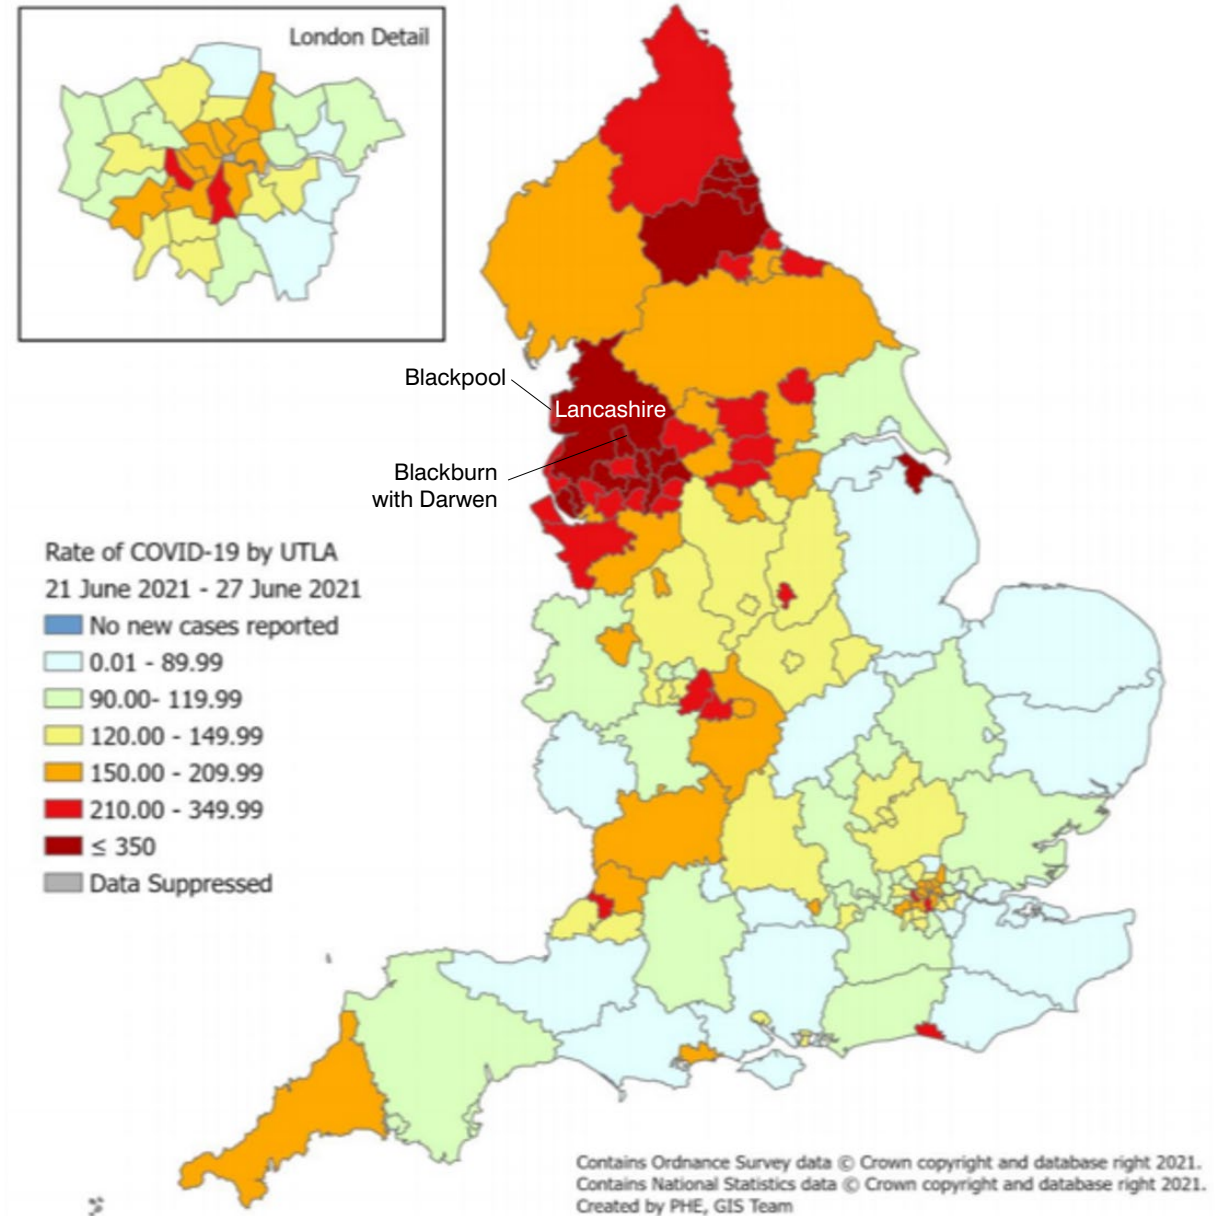 London Detail
Blackpool
Lancashire
Blackburn
with Darwen
Rate of COVID-19 by UTLA
21 June 2021 - 27 June 2021
No new cases reported
0.01 - 89.99
90.00- 119.99
120.00 - 149.99
150.00 - 209.99
210.00 - 349.99
≤ 350
Data Suppressed
Contains Ordnance Survey data © Crown copyright and database right 2021.
Contains National Statistics data © Crown copyright and database right 2021.
Created by PHE, GIS Team